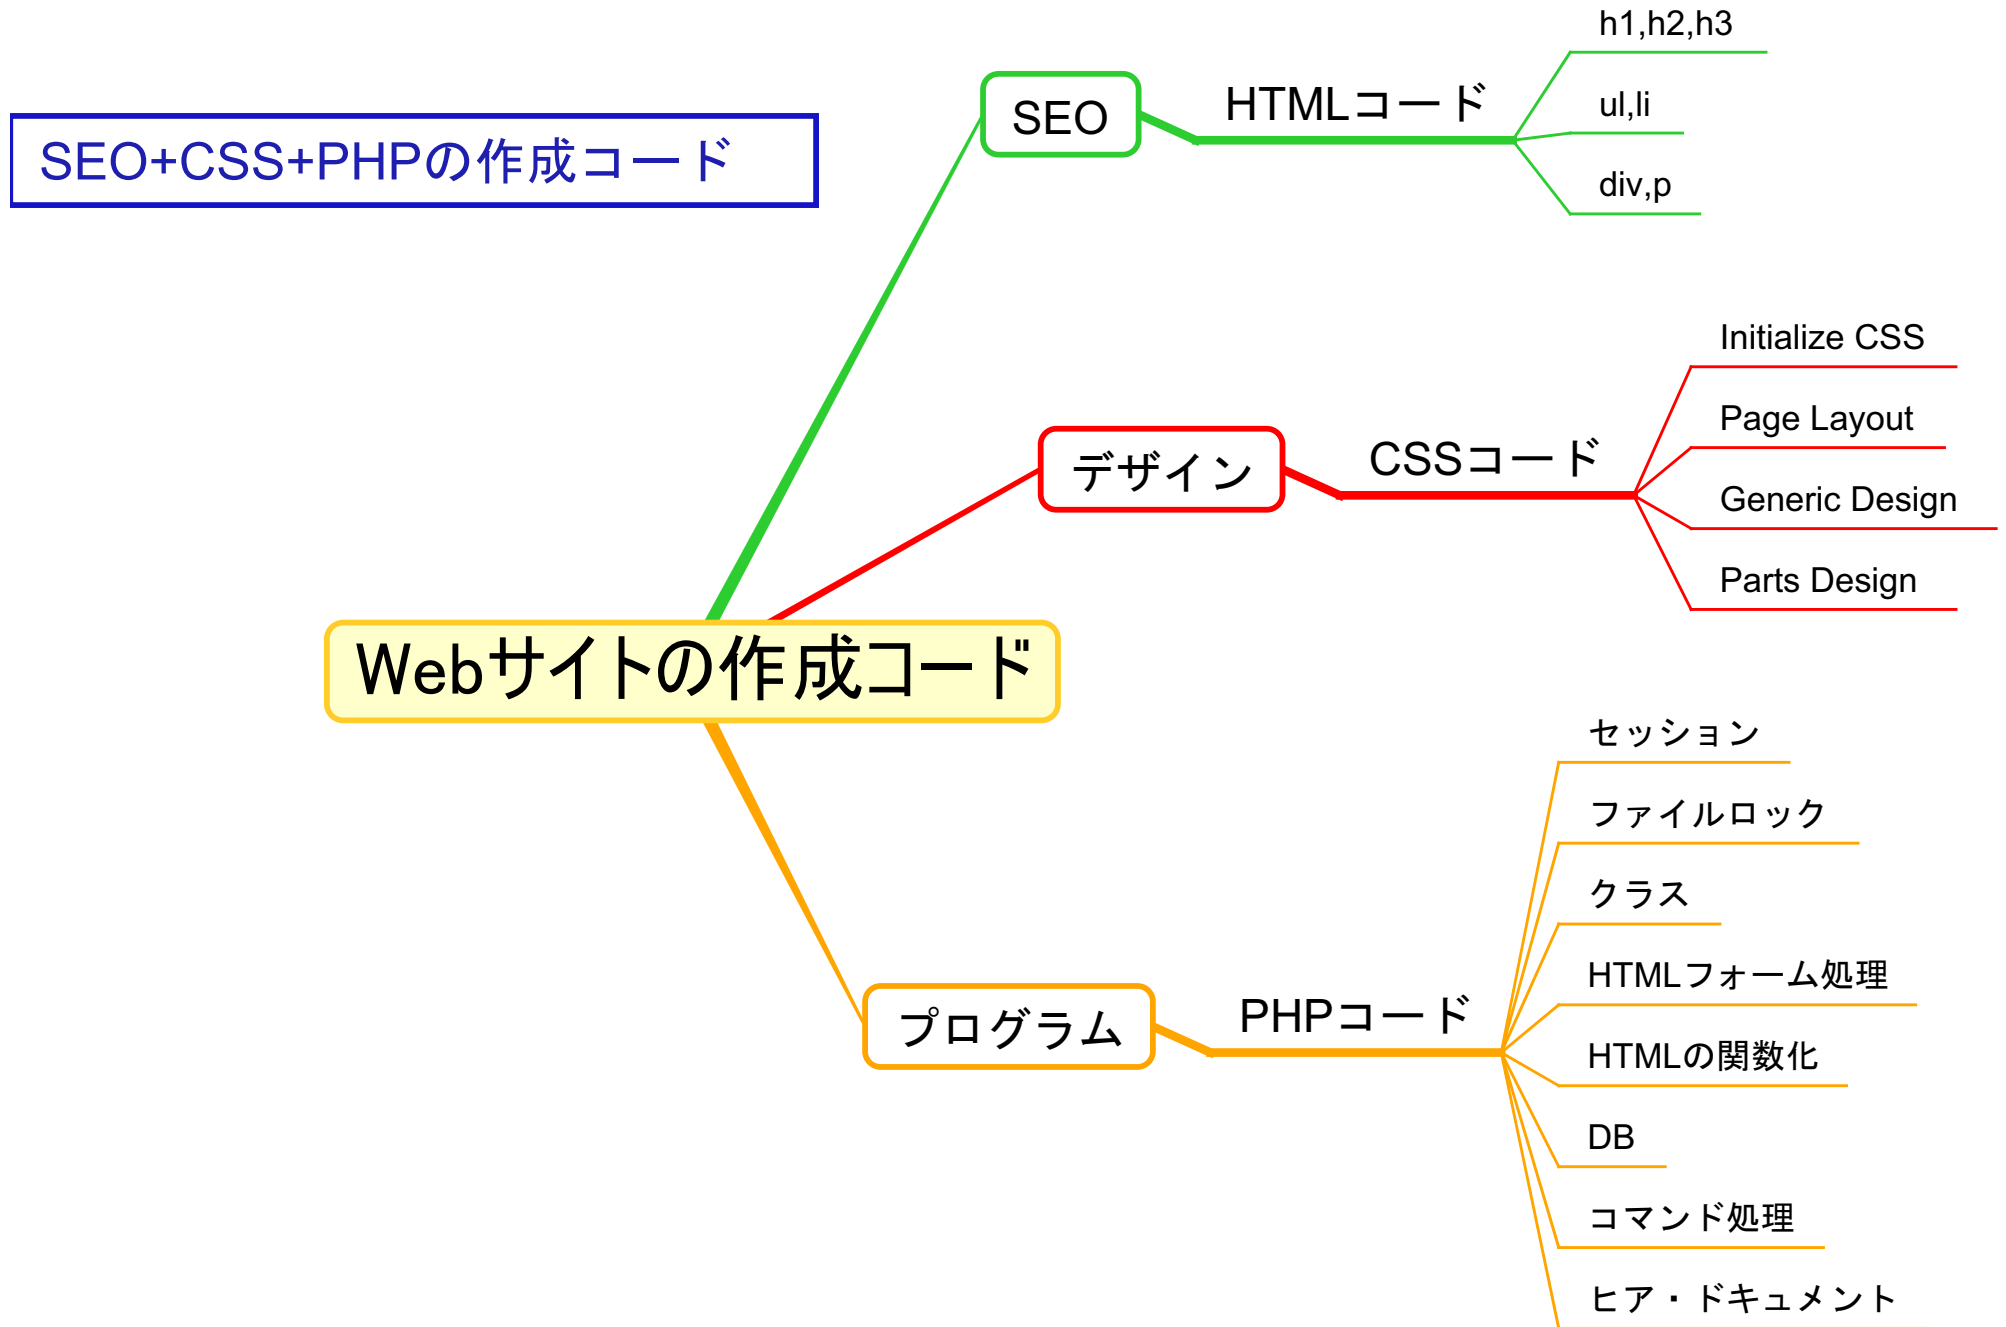 SEO+CSS+PHPの作成コード
Webサイトの作成コード
SEO
HTMLコード
h1,h2,h3
ul,li
div,p
デザイン
CSSコード
Initialize CSS
Page Layout
Generic Design
Parts Design
プログラム
PHPコード
セッション
ファイルロック
クラス
HTMLフォーム処理
HTMLの関数化
DB
コマンド処理
ヒア・ドキュメント